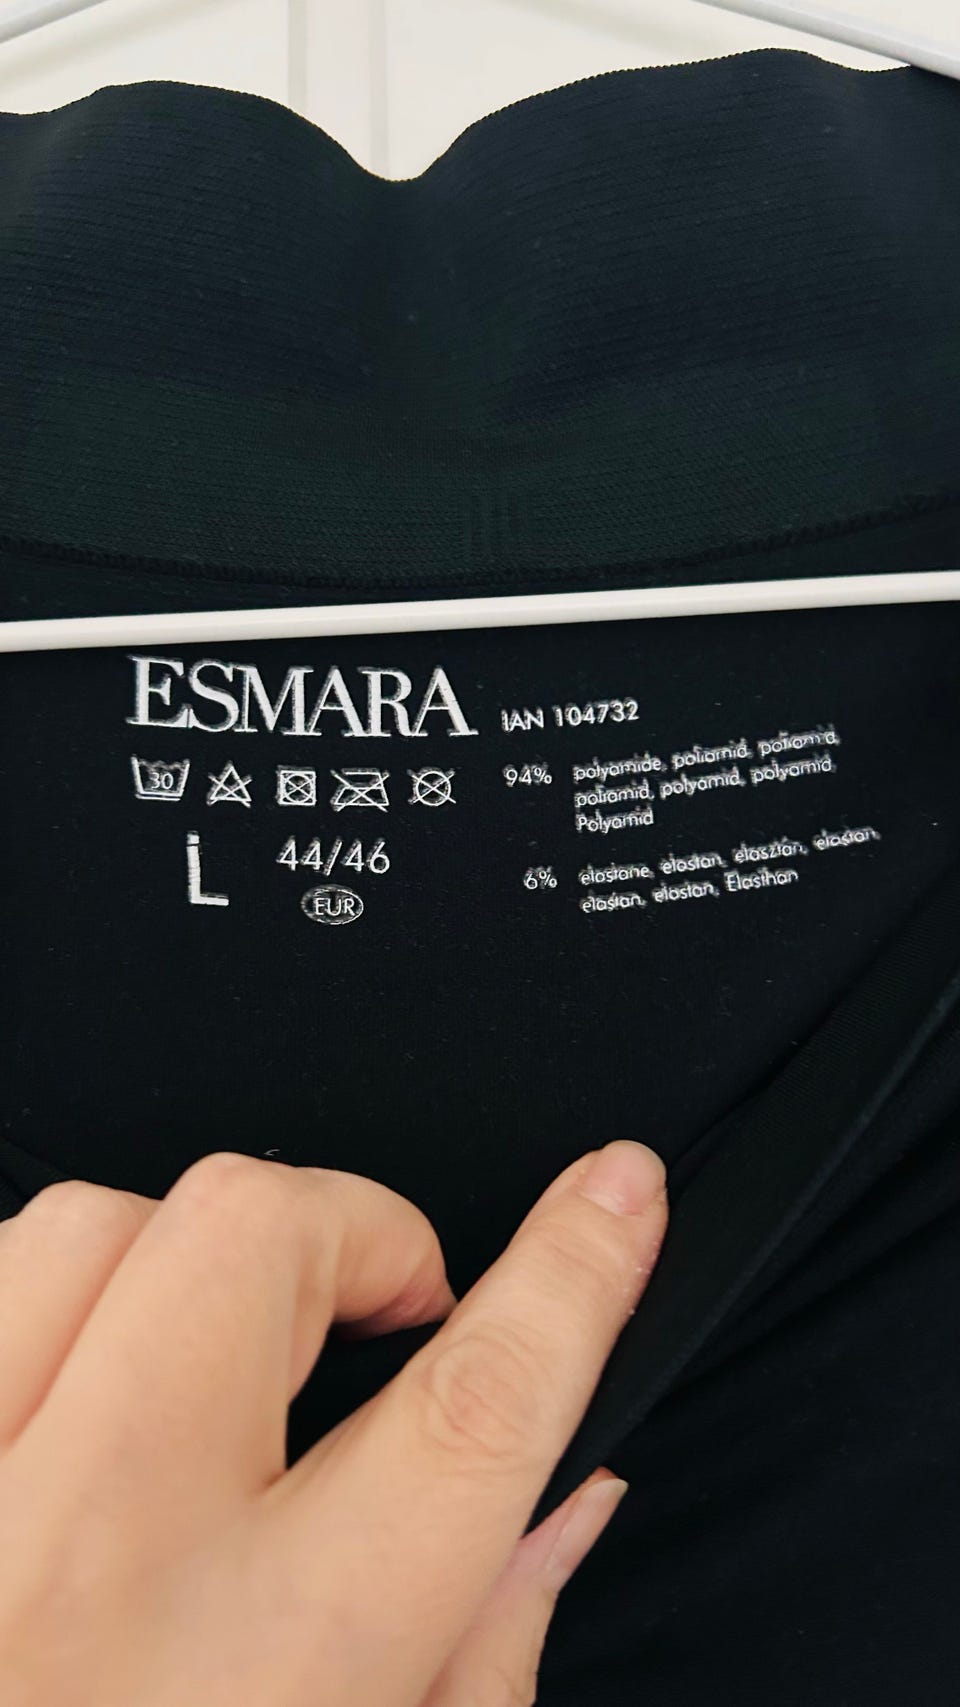 ESMARA
IAN 104732
30
94% polyamide, poliamid, poliamid,
poliamid, polyamid, polyamid,
Polyamid
L 44/46
EUR
6% elastane, elastan, elasztán, elastan,
elastan, elastan, Elasthan